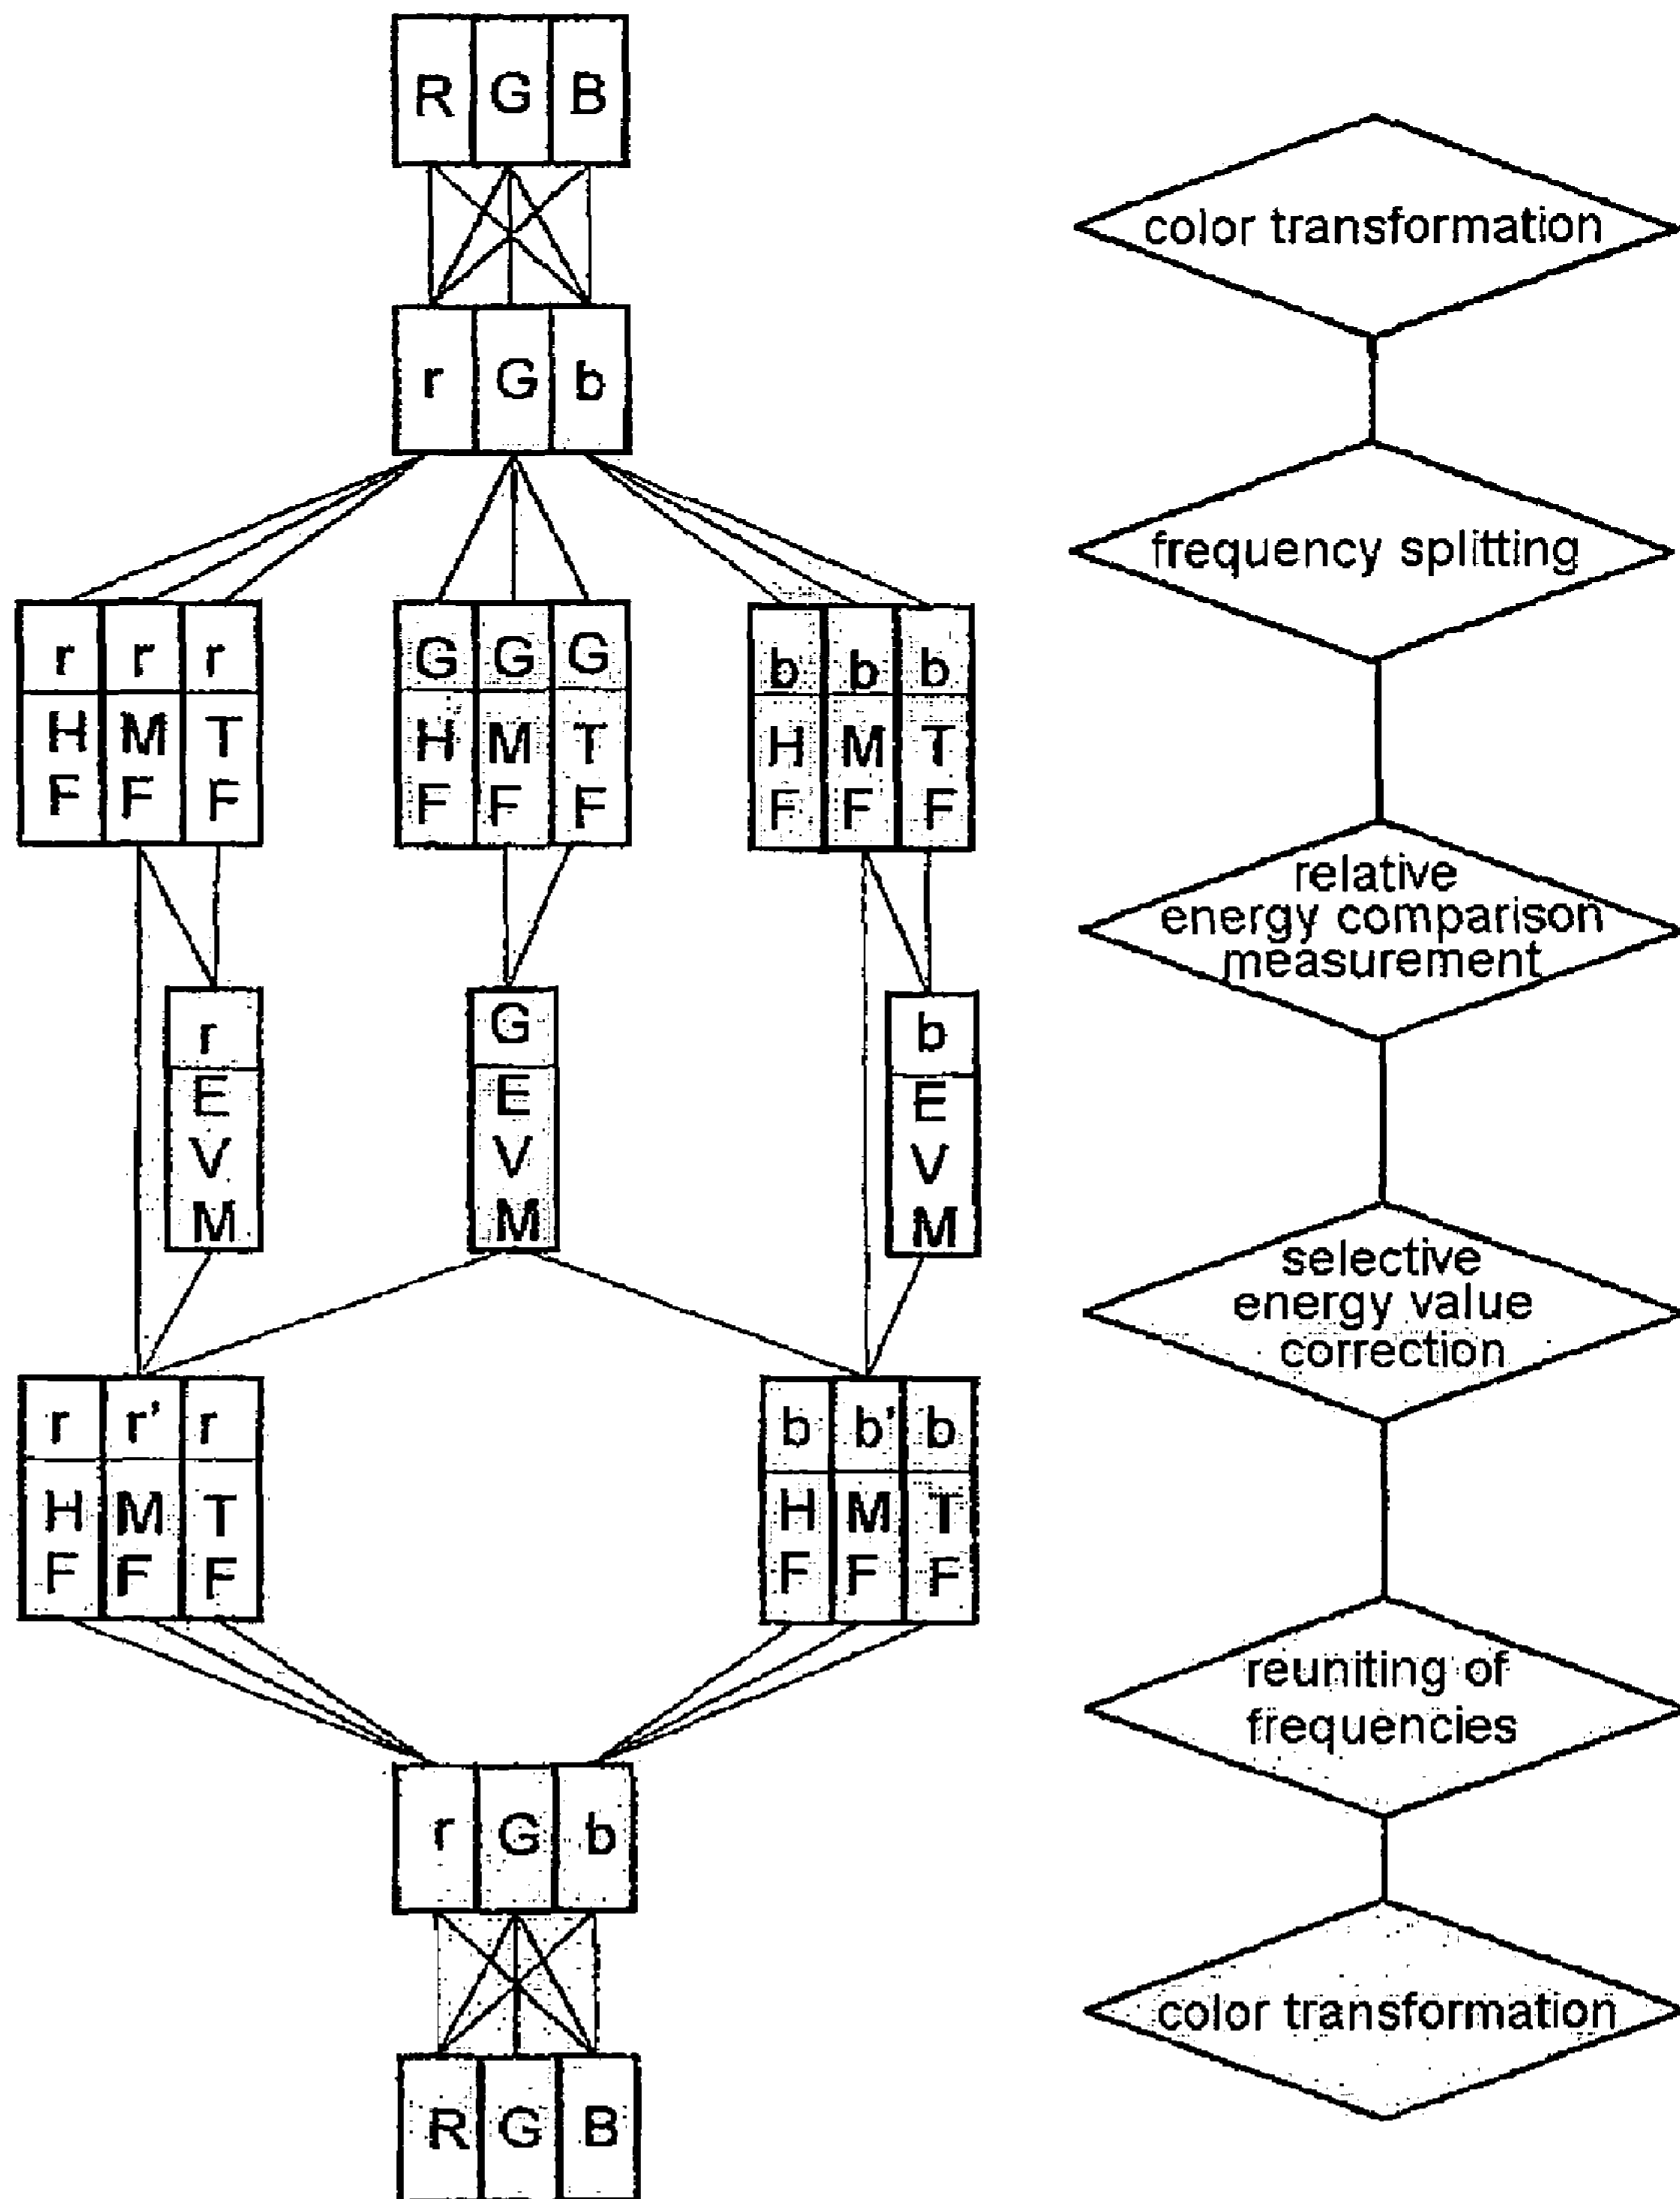 R G B
color transformation
r G b
frequency splitting
r r r
H M T
F F F
G G G
H M T
F F F
b b b
H M T
F F F
relative
energy comparison
measurement
r
E
V
M
G
E
V
M
b
E
V
M
selective
energy value
correction
r r' r
H M T
F F F
b b' b
H M T
F F F
reuniting of
frequencies
r G b
color transformation
R G B